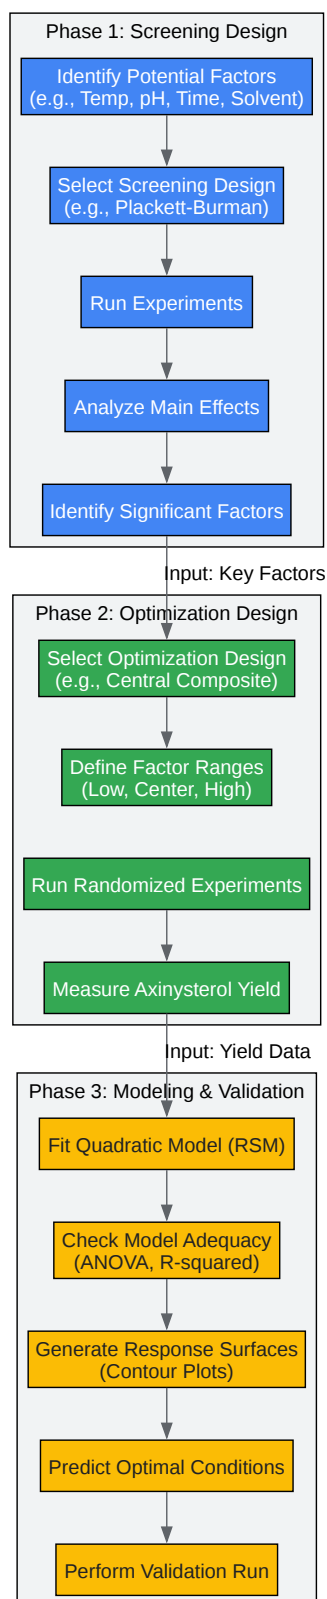 Phase 1: Screening Design
Identify Potential Factors
(e.g., Temp, pH, Time, Solvent)
Select Screening Design
(e.g., Plackett-Burman)
Run Experiments
Analyze Main Effects
Identify Significant Factors
Input: Key Factors
Phase 2: Optimization Design
Select Optimization Design
(e.g., Central Composite)
Define Factor Ranges
(Low, Center, High)
Run Randomized Experiments
Measure Axinysterol Yield
Input: Yield Data
Phase 3: Modeling & Validation
Fit Quadratic Model (RSM)
Check Model Adequacy
(ANOVA, R-squared)
Generate Response Surfaces
(Contour Plots)
Predict Optimal Conditions
Perform Validation Run